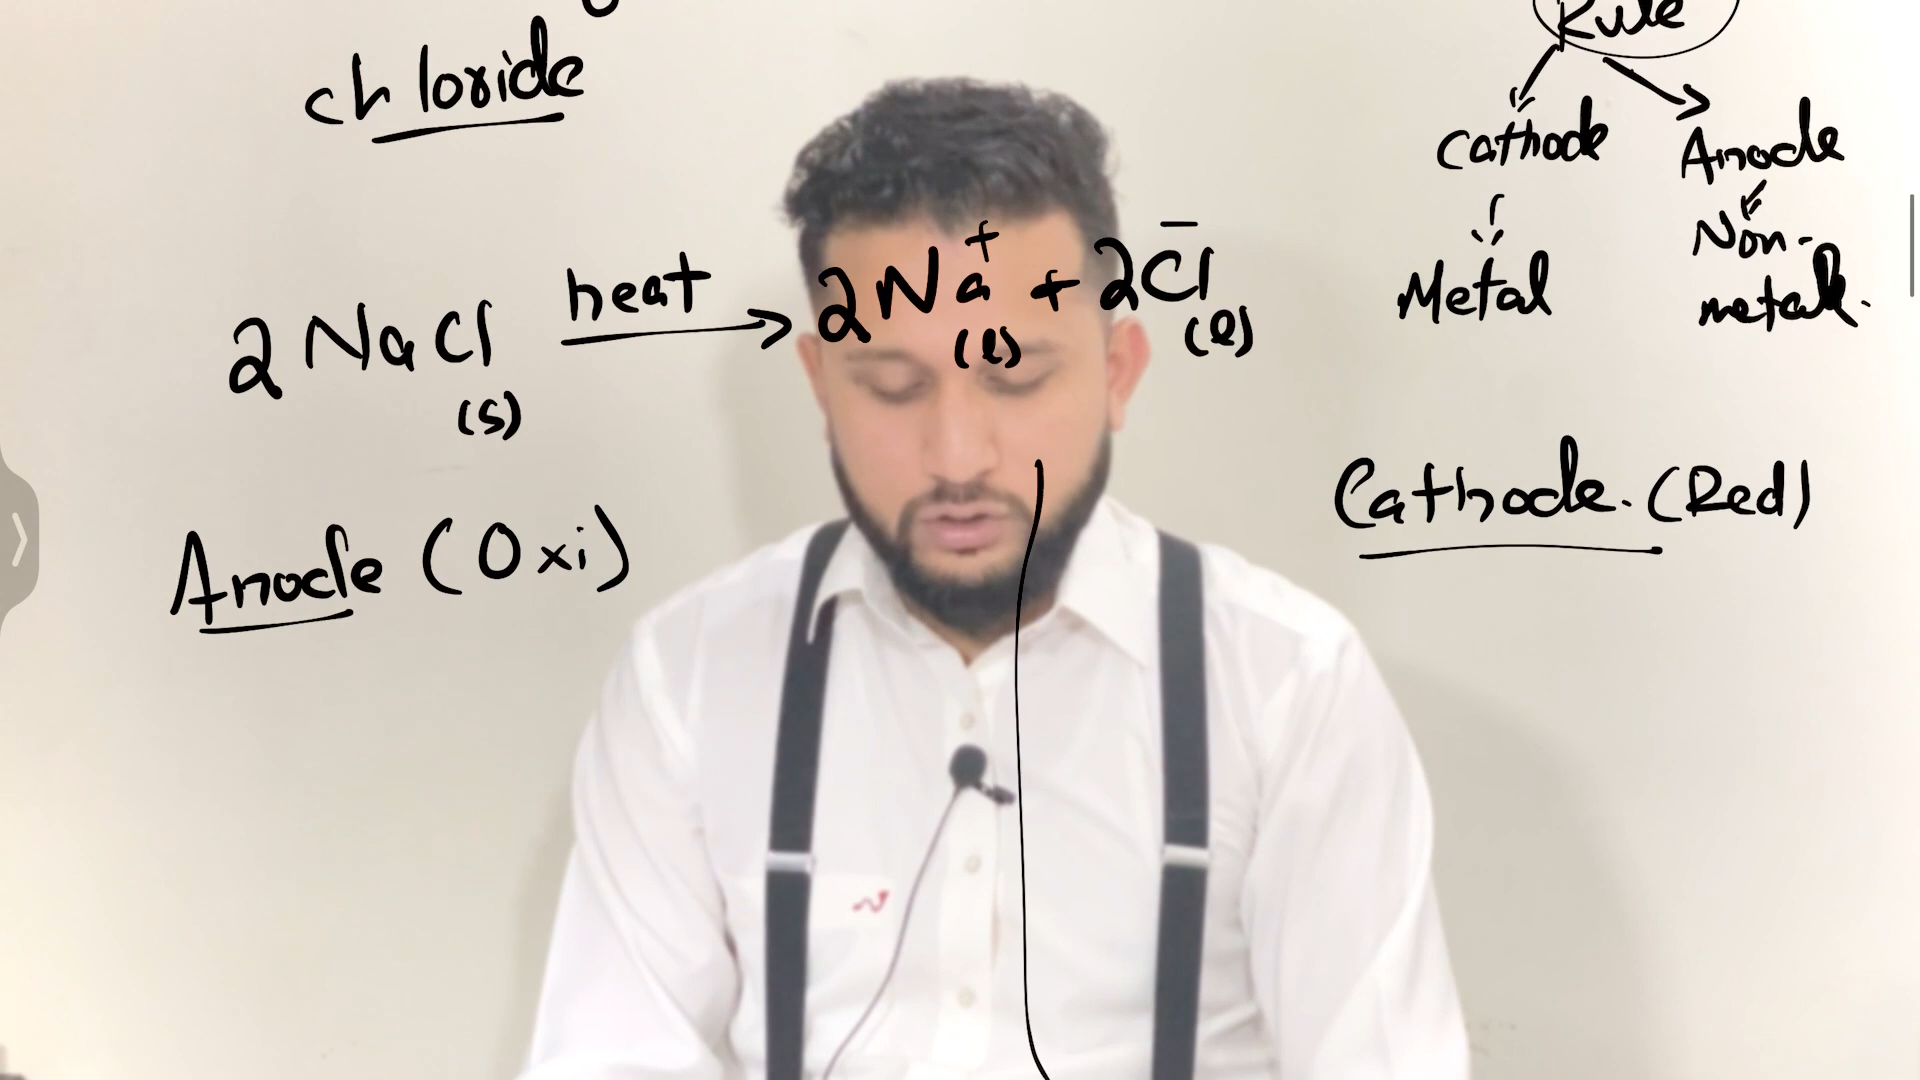 chloride
Rule
Cathode
Anode
Metal
Non-
metal.
2NaCl(s) heat → 2Na⁺(l) + 2Cl⁻(l)
Anode (Oxi)
Cathode. (Red)